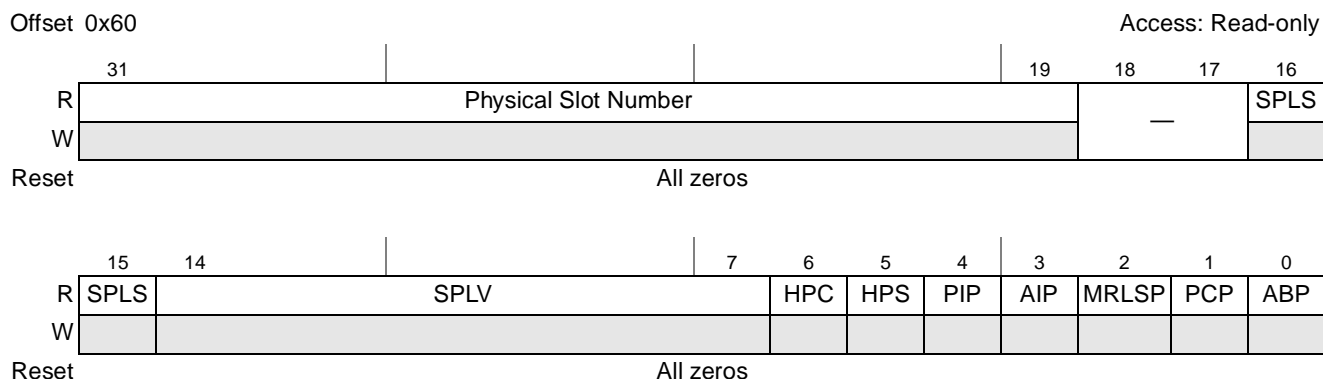 Offset 0x60 Access: Read-only
31 19 18 17 16
R Physical Slot Number — SPLS
W
Reset All zeros
15 14 7 6 5 4 3 2 1 0
R SPLS SPLV HPC HPS PIP AIP MRLSP PCP ABP
W
Reset All zeros